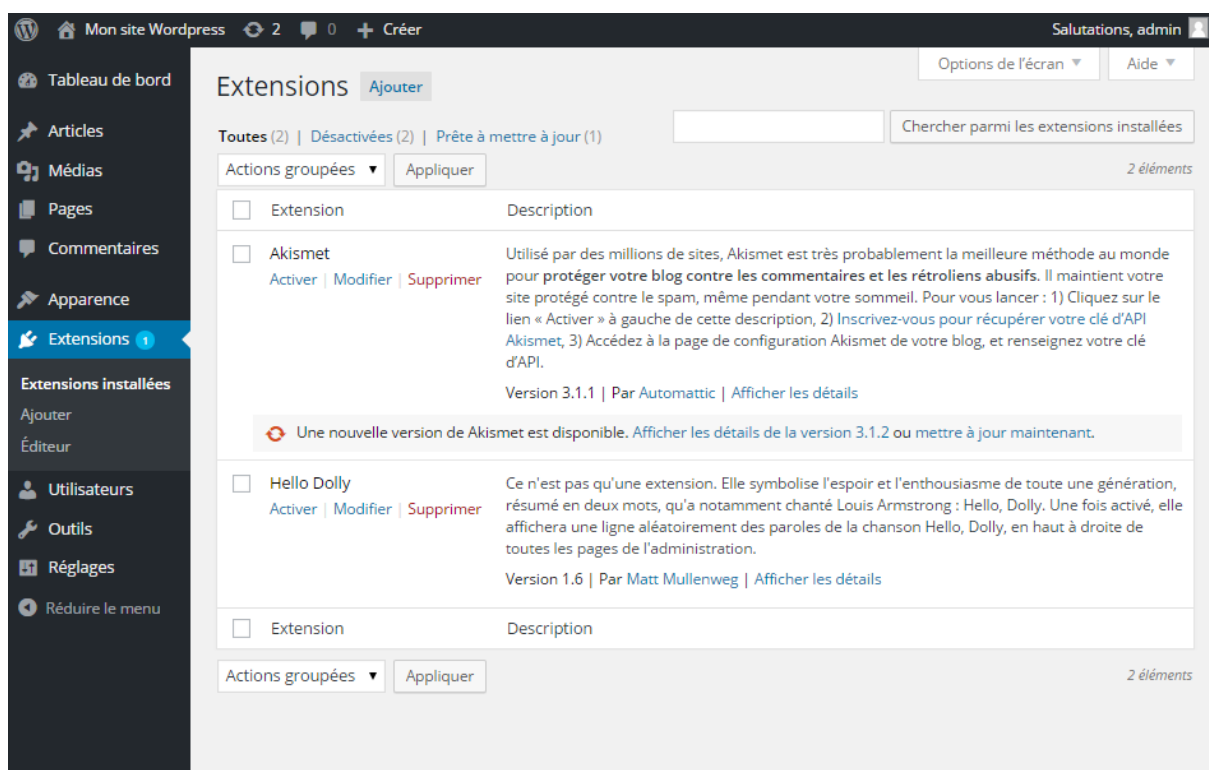 Mon site Wordpress 2 0 + Créer Salutations, admin
Options de l'écran ▼ Aide ▼
Tableau de bord
Articles
Médias
Pages
Commentaires
Apparence
Extensions 1
Extensions installées
Ajouter
Éditeur
Utilisateurs
Outils
Réglages
Réduire le menu
Extensions Ajouter
Toutes (2) | Désactivées (2) | Prête à mettre à jour (1)
Chercher parmi les extensions installées
Actions groupées ▼ Appliquer 2 éléments
Extension Description
Akismet
Activer | Modifier | Supprimer
Utilisé par des millions de sites, Akismet est très probablement la meilleure méthode au monde
pour protéger votre blog contre les commentaires et les rétroliens abusifs. Il maintient votre
site protégé contre le spam, même pendant votre sommeil. Pour vous lancer : 1) Cliquez sur le
lien « Activer » à gauche de cette description, 2) Inscrivez-vous pour récupérer votre clé d'API
Akismet, 3) Accédez à la page de configuration Akismet de votre blog, et renseignez votre clé
d'API.
Version 3.1.1 | Par Automattic | Afficher les détails
Une nouvelle version de Akismet est disponible. Afficher les détails de la version 3.1.2 ou mettre à jour maintenant.
Hello Dolly
Activer | Modifier | Supprimer
Ce n'est pas qu'une extension. Elle symbolise l'espoir et l'enthousiasme de toute une génération,
résumé en deux mots, qu'a notamment chanté Louis Armstrong : Hello, Dolly. Une fois activé, elle
affichera une ligne aléatoirement des paroles de la chanson Hello, Dolly, en haut à droite de
toutes les pages de l'administration.
Version 1.6 | Par Matt Mullenweg | Afficher les détails
Extension Description
Actions groupées ▼ Appliquer 2 éléments